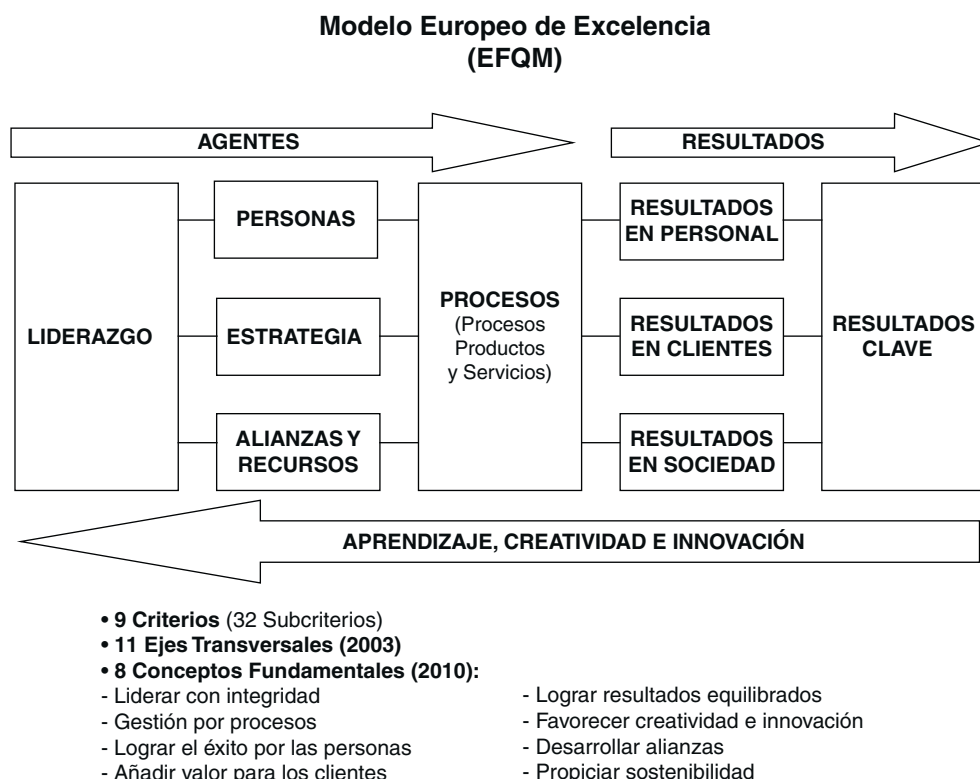 Modelo Europeo de Excelencia
(EFQM)
AGENTES
RESULTADOS
LIDERAZGO
PERSONAS
ESTRATEGIA
ALIANZAS Y
RECURSOS
PROCESOS
(Procesos
Productos
y Servicios)
RESULTADOS
EN PERSONAL
RESULTADOS
EN CLIENTES
RESULTADOS
EN SOCIEDAD
RESULTADOS
CLAVE
APRENDIZAJE, CREATIVIDAD E INNOVACIÓN
• 9 Criterios (32 Subcriterios)
• 11 Ejes Transversales (2003)
• 8 Conceptos Fundamentales (2010):
- Liderar con integridad
- Gestión por procesos
- Lograr el éxito por las personas
- Añadir valor para los clientes
- Lograr resultados equilibrados
- Favorecer creatividad e innovación
- Desarrollar alianzas
- Propiciar sostenibilidad